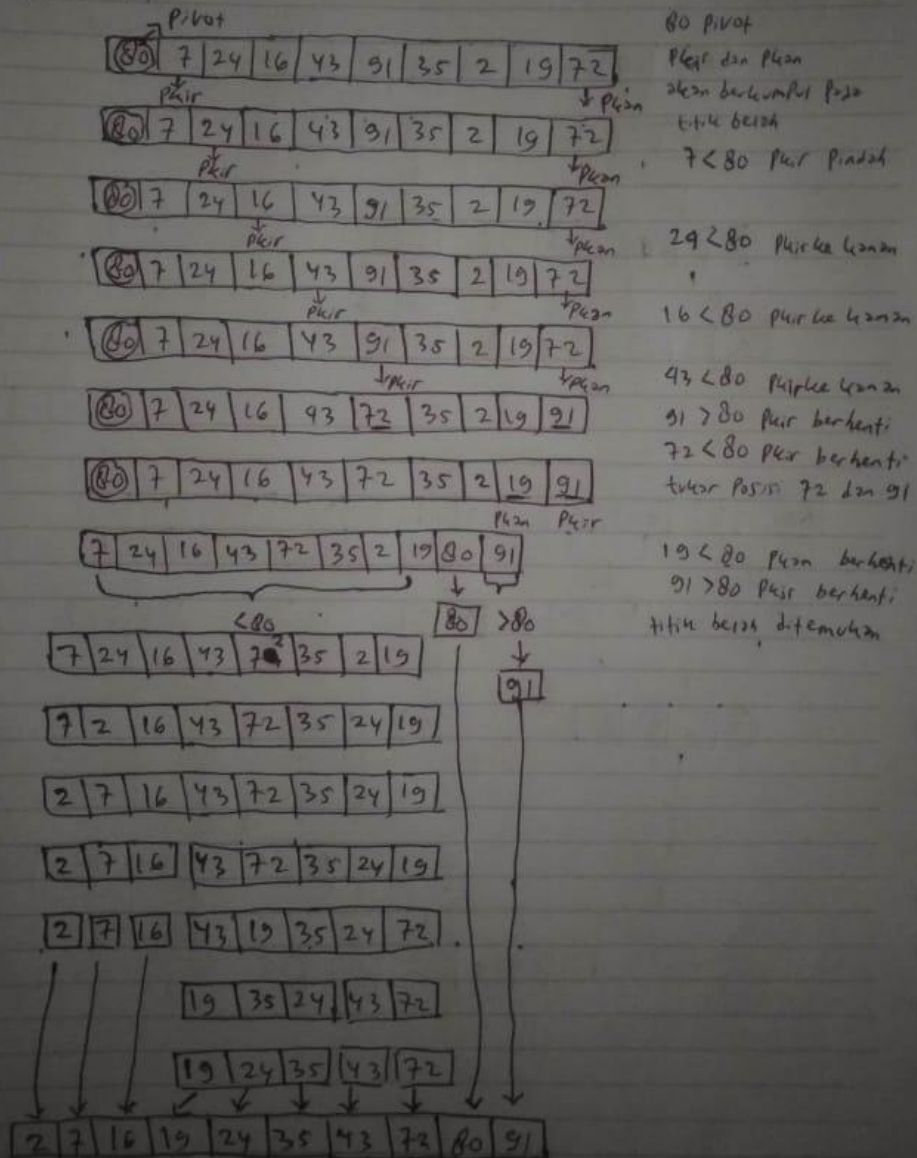 Pivot
80 7 24 16 43 91 35 2 19 72
80 pivot
Pkir dan Pkan
Pkir Pkan
akan berkumpul pada
80 7 24 16 43 91 35 2 19 72
titik belah
Pkir Pkan
7 < 80 Pkir Pindah
80 7 24 16 43 91 35 2 19 72
Pkir Pkan
24 < 80 Pkir ke kanan
80 7 24 16 43 91 35 2 19 72
Pkir Pkan
16 < 80 Pkir ke kanan
80 7 24 16 43 91 35 2 19 72
Pkir Pkan
43 < 80 Pkir ke kanan
80 7 24 16 43 72 35 2 19 91
91 > 80 Pkir berhenti
72 < 80 Pkir berhenti
80 7 24 16 43 72 35 2 19 91
tukar Posisi 72 dan 91
Pkan Pkir
7 24 16 43 72 35 2 19 80 91
19 < 80 Pkan berhenti
91 > 80 Pkir berhenti
<80 80 >80
titik belah ditemukan
7 24 16 43 72 35 2 19
91
7 2 16 43 72 35 24 19
2 7 16 43 72 35 24 19
2 7 16 43 72 35 24 19
2 7 16 43 19 35 24 72
19 35 24 43 72
19 24 35 43 72
2 7 16 19 24 35 43 72 80 91